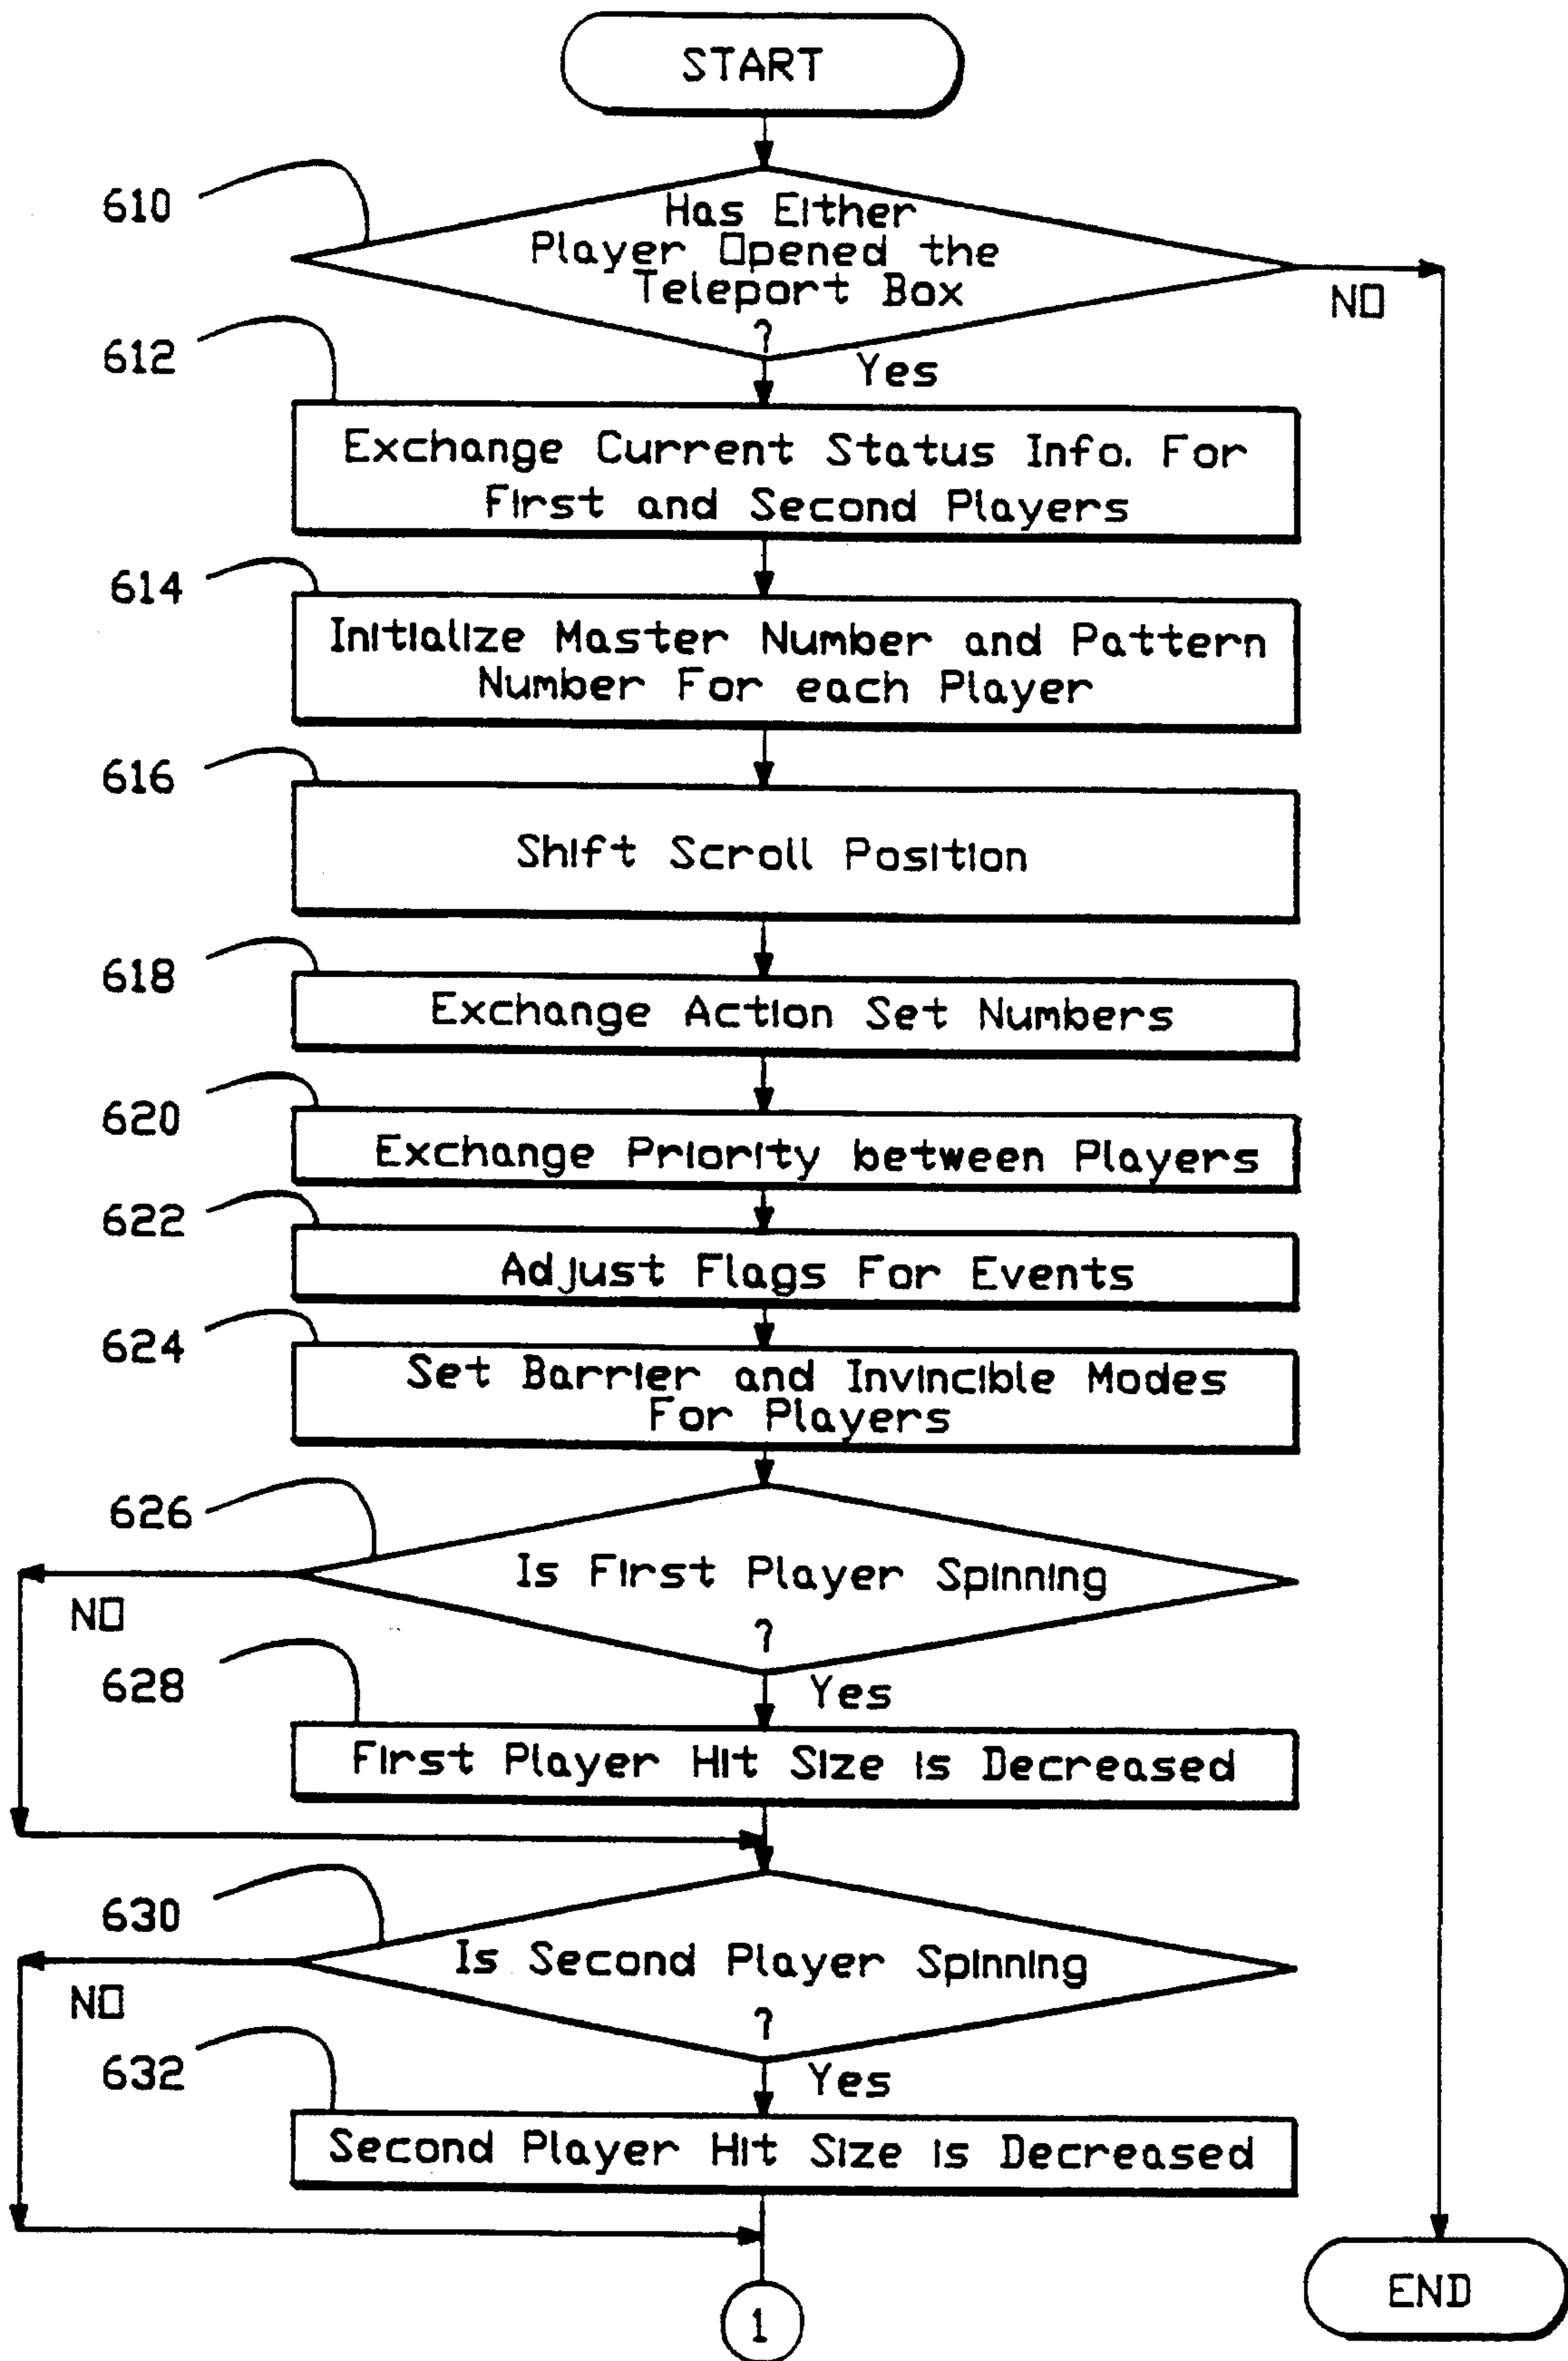 START
610
Has Either
Player Opened the
Teleport Box
?
NO
Yes
612
Exchange Current Status Info. For
First and Second Players
614
Initialize Master Number and Pattern
Number For each Player
616
Shift Scroll Position
618
Exchange Action Set Numbers
620
Exchange Priority between Players
622
Adjust Flags For Events
624
Set Barrier and Invincible Modes
For Players
626
Is First Player Spinning
?
NO
Yes
628
First Player Hit Size is Decreased
630
Is Second Player Spinning
?
NO
Yes
632
Second Player Hit Size is Decreased
1
END